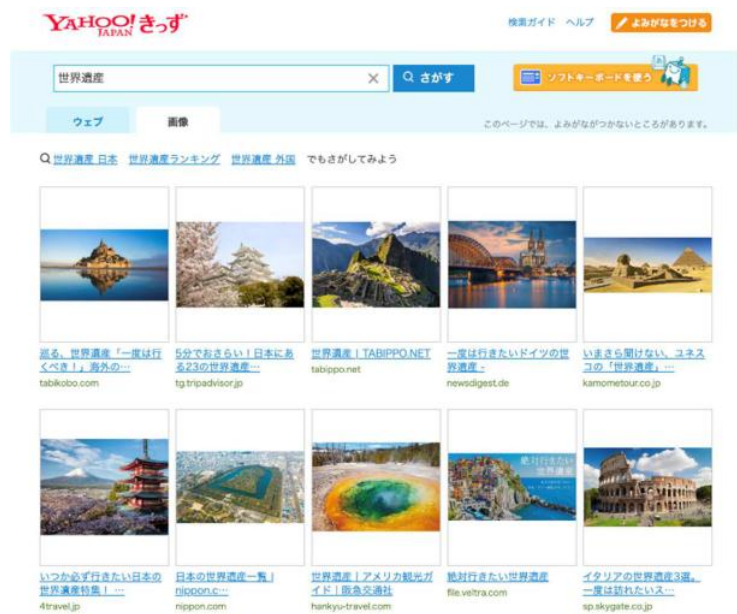 YAHOO! きっず
JAPAN
検索ガイド ヘルプ よみがなをつける
世界遺産 × さがす ソフトキーボードを使う
ウェブ 画像 このページでは、よみがながつかないところがあります。
世界遺産 日本 世界遺産ランキング 世界遺産 外国 でもさがしてみよう
巡る、世界遺産「一度は行
くべき！」海外の…
tabikobo.com
5分でおさらい！日本にあ
る23の世界遺産…
tg.tripadvisor.jp
世界遺産 | TABIPPO.NET
tabippo.net
一度は行きたいドイツの世
界遺産 -
newsdigest.de
いまさら聞けない、ユネス
コの「世界遺産」…
kamometour.co.jp
絶対行きたい
世界遺産
いつか必ず行きたい日本の
世界遺産特集！ …
4travel.jp
日本の世界遺産一覧 |
nippon.c…
nippon.com
世界遺産 | アメリカ観光ガ
イド | 阪急交通社
hankyu-travel.com
絶対行きたい世界遺産
file.veltra.com
イタリアの世界遺産3選。
一度は訪れたいス…
sp.skygate.co.jp